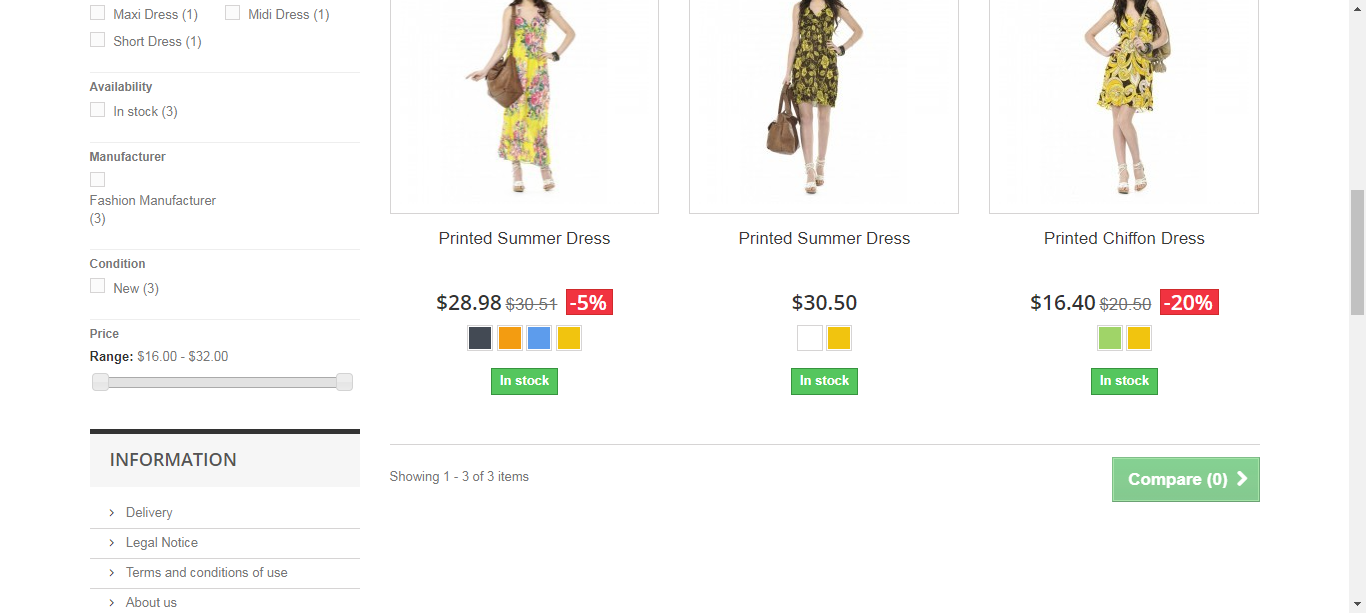 Maxi Dress (1) Midi Dress (1)
Short Dress (1)
Availability
In stock (3)
Manufacturer
Fashion Manufacturer
(3)
Condition
New (3)
Price
Range: $16.00 - $32.00
INFORMATION
Delivery
Legal Notice
Terms and conditions of use
About us
Printed Summer Dress
$28.98 $30.51 -5%
In stock
Printed Summer Dress
$30.50
In stock
Printed Chiffon Dress
$16.40 $20.50 -20%
In stock
Showing 1 - 3 of 3 items
Compare (0)